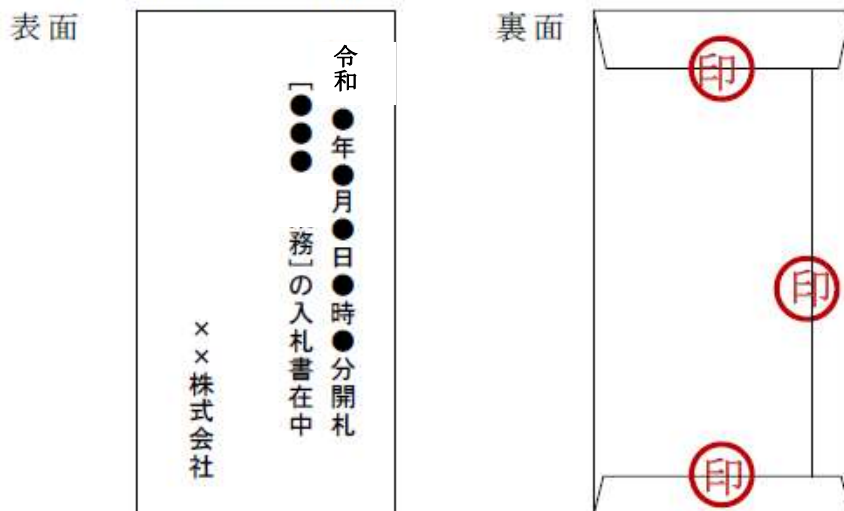 表面
令和 ●年●月●日●時●分開札
[●●● 務]の入札書在中
××株式会社
裏面
印
印
印